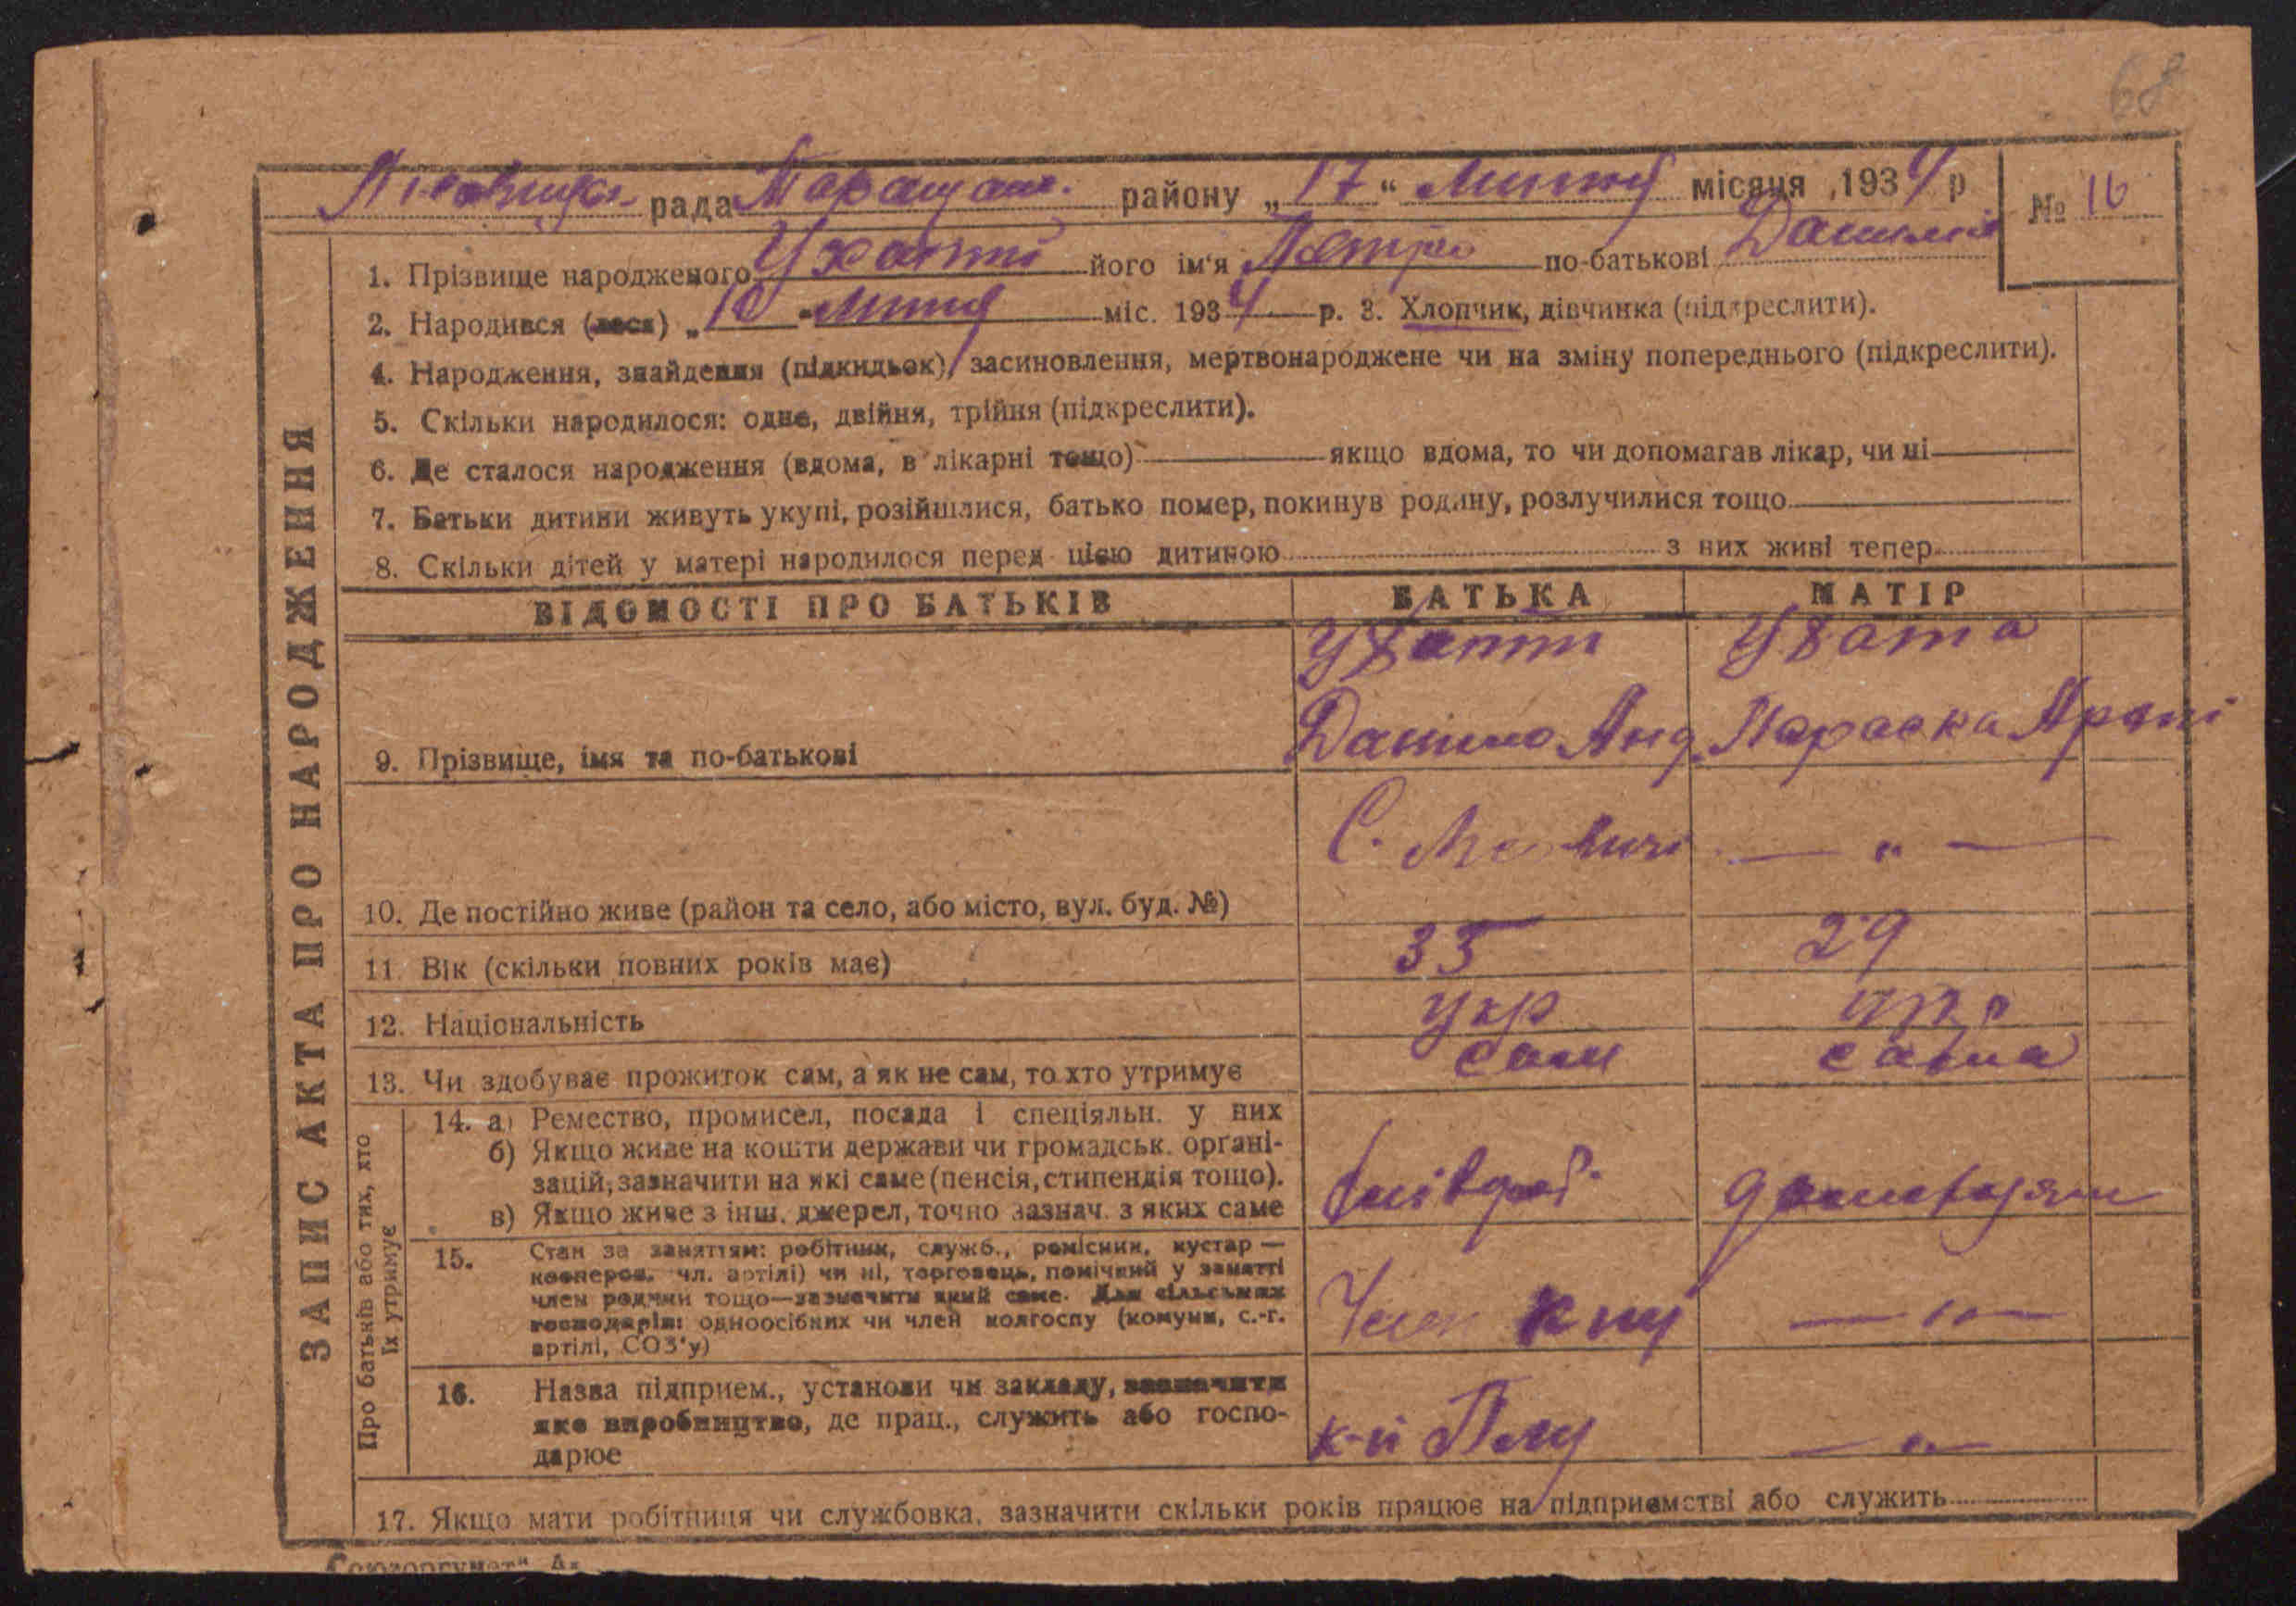 68
рада Таращан. району „17" Липня місяця 1934 р № 16
1. Прізвище народженого його ім'я Петро по-батькові Данилов
2. Народився (лася) „10 " Липня міс. 1934 р. 3. Хлопчик, дівчинка (підкреслити).
4. Народження, знайдення (підкидьок), засиновлення, мертвонароджене чи на зміну попереднього (підкреслити).
5. Скільки народилося: одне, двійня, трійня (підкреслити).
6. Де сталося народження (вдома, в лікарні тощо) якщо вдома, то чи допомагав лікар, чи ні
7. Батьки дитини живуть укупі, розійшлися, батько помер, покинув родину, розлучилися тощо
8. Скільки дітей у матері народилося перед цією дитиною з них живі тепер
ЗАПИС АКТА ПРО НАРОДЖЕННЯ
ВІДОМОСТІ ПРО БАТЬКІВ БАТЬКА МАТІР
Ухата
9. Прізвище, імя та по-батькові Данило Анд. Параска
С. — " —
10. Де постійно живе (район та село, або місто, вул. буд. №)
11. Вік (скільки повних років має) 35 29
12. Національність укр укр
13. Чи здобуває прожиток сам, а як не сам, то хто утримує сам сама
Про батьків або тих, хто їх утримує
14. а) Ремество, промисел, посада і спеціяльн. у них
б) Якщо живе на кошти держави чи громадськ. органі-
зацій, зазначити на які саме (пенсія, стипендія тощо).
в) Якщо живе з інш. джерел, точно зазнач. з яких саме
15. Стан за заняттям: робітник, служб., ремісник, кустар —
кооперов. чл. артілі) чи ні, торговець, помічний у занятті
член родини тощо—зазначити який саме. Для сільських
господарів: одноосібних чи член колгоспу (комуни, с.-г. Член — " —
артілі, СОЗ'у)
16. Назва підприєм., установи чи закладу, зазначити
яке виробництво, де прац., служить або госпо- к-п — " —
дарює
17. Якщо мати робітниця чи службовка, зазначити скільки років працює на підприємстві або служить